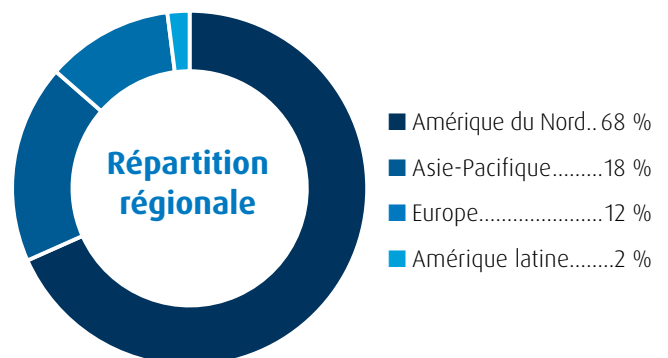 Répartition
régionale
Amérique du Nord.. 68 %
Asie-Pacifique.........18 %
Europe.....................12 %
Amérique latine........2 %